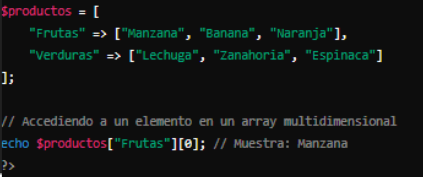 $productos = [
    "Frutas" => ["Manzana", "Banana", "Naranja"],
    "Verduras" => ["Lechuga", "Zanahoria", "Espinaca"]
];

// Accediendo a un elemento en un array multidimensional
echo $productos["Frutas"][0]; // Muestra: Manzana
?>